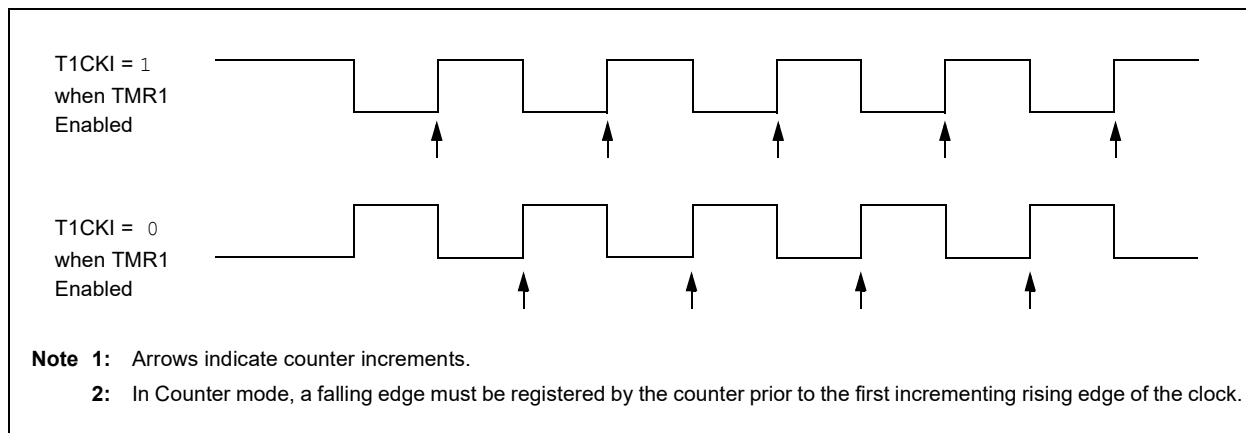 T1CKI = 1
when TMR1
Enabled
T1CKI = 0
when TMR1
Enabled
Note 1: Arrows indicate counter increments.
2: In Counter mode, a falling edge must be registered by the counter prior to the first incrementing rising edge of the clock.